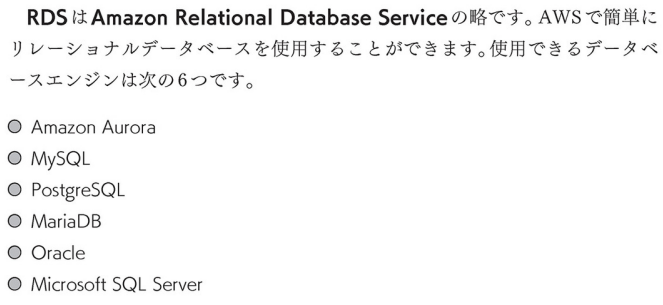 RDSはAmazon Relational Database Serviceの略です。AWSで簡単に
リレーショナルデータベースを使用することができます。使用できるデータベ
ースエンジンは次の6つです。
Amazon Aurora
MySQL
PostgreSQL
MariaDB
Oracle
Microsoft SQL Server